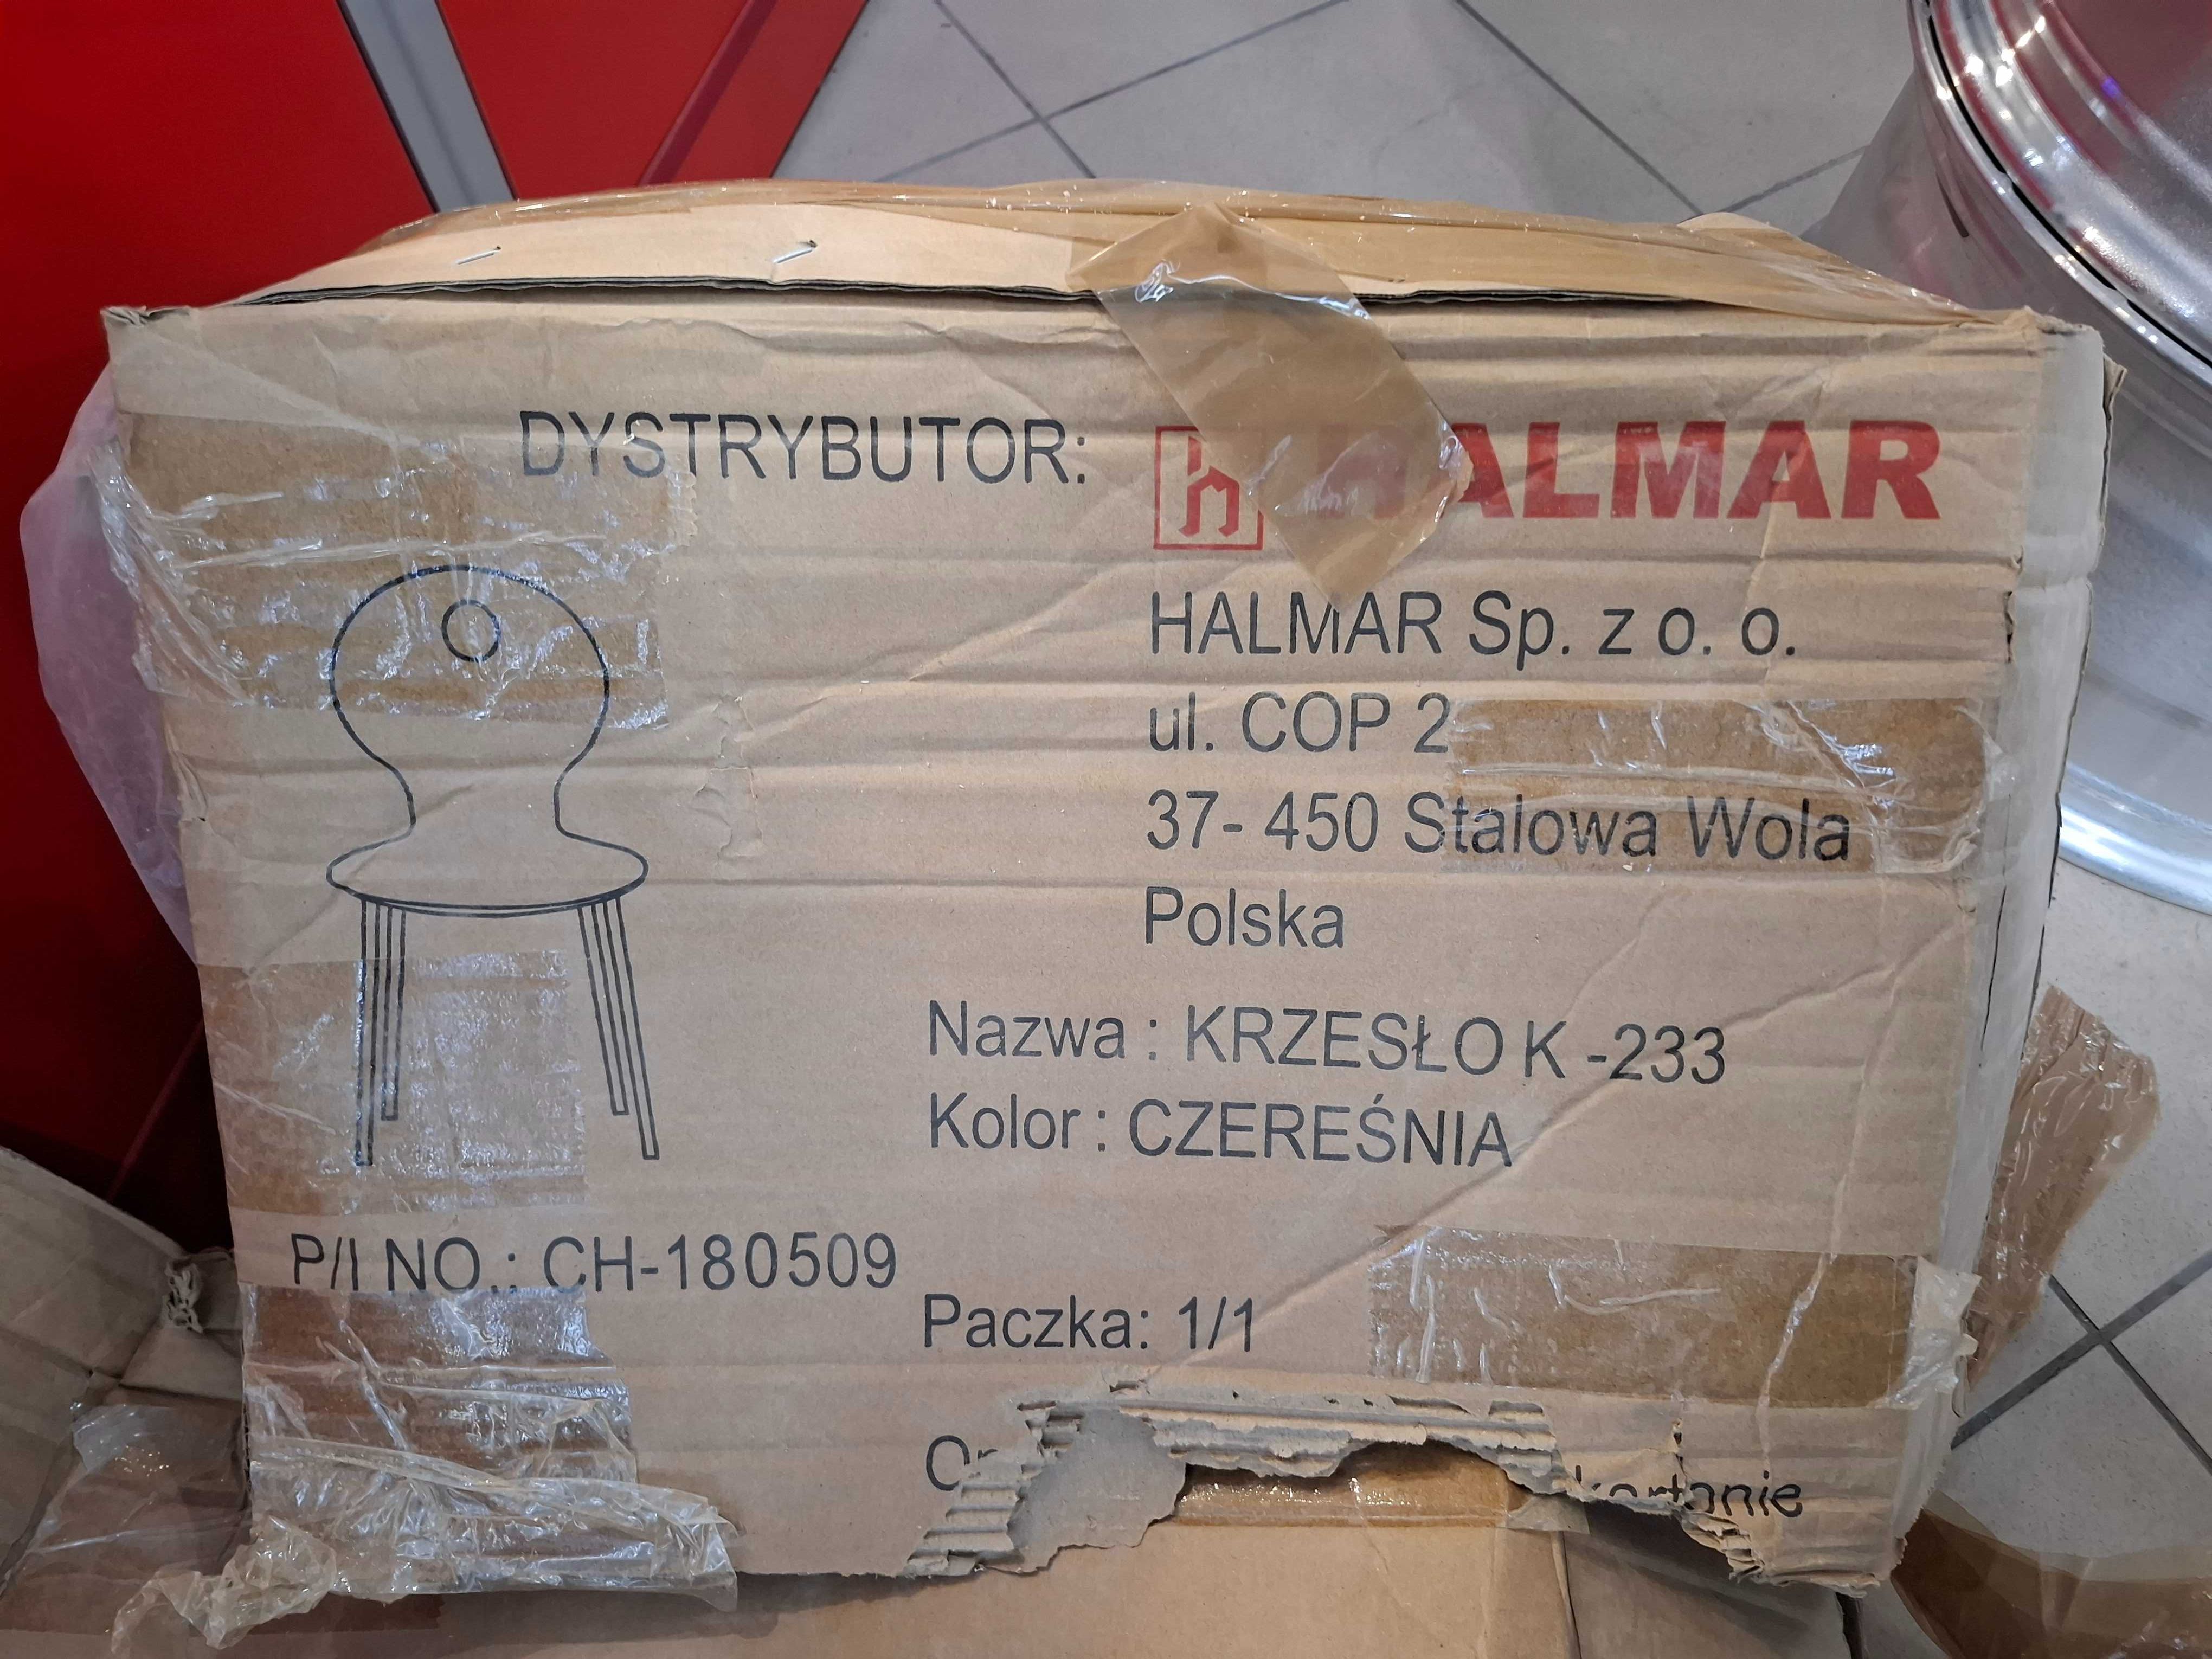 DYSTRYBUTOR: HALMAR
HALMAR Sp. z o. o.
ul. COP 2
37- 450 Stalowa Wola
Polska
Nazwa : KRZESŁO K -233
Kolor : CZEREŚNIA
P/I NO.: CH-180509
Paczka: 1/1